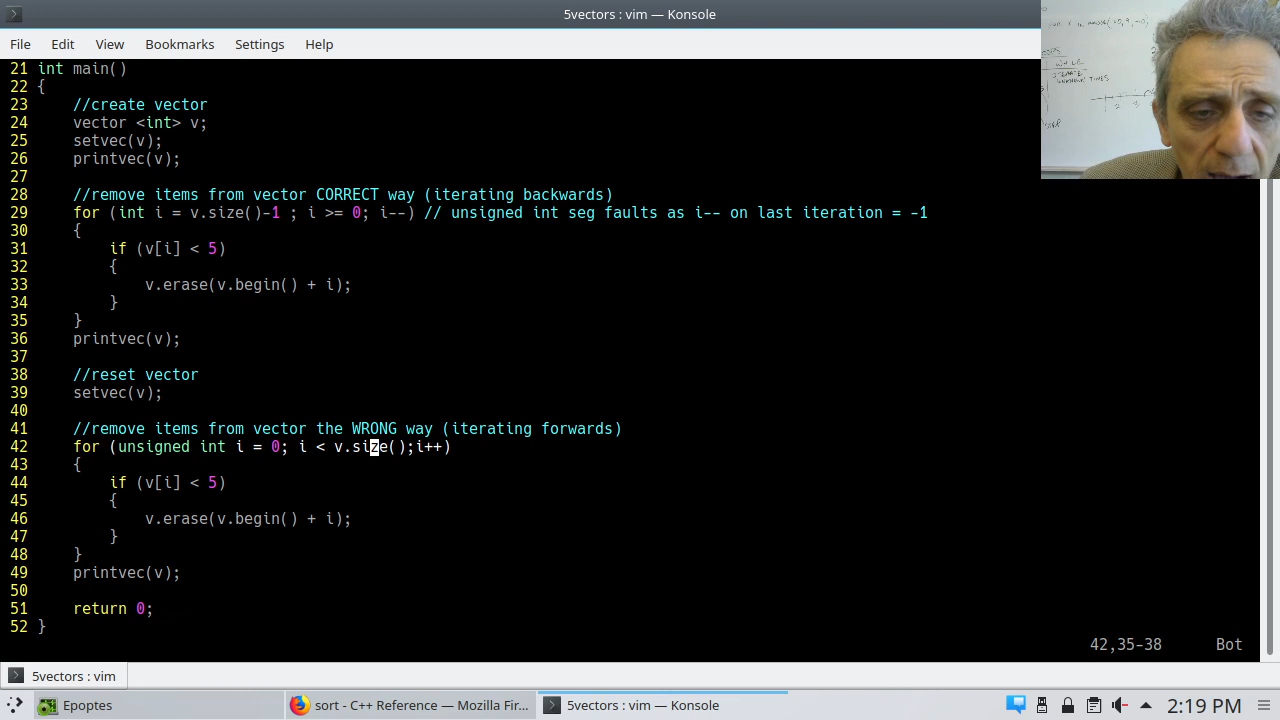 5vectors : vim — Konsole
File Edit View Bookmarks Settings Help
21 int main()
22 {
23     //create vector
24     vector <int> v;
25     setvec(v);
26     printvec(v);
27
28     //remove items from vector CORRECT way (iterating backwards)
29     for (int i = v.size()-1 ; i >= 0; i--) // unsigned int seg faults as i-- on last iteration = -1
30     {
31         if (v[i] < 5)
32         {
33             v.erase(v.begin() + i);
34         }
35     }
36     printvec(v);
37
38     //reset vector
39     setvec(v);
40
41     //remove items from vector the WRONG way (iterating forwards)
42     for (unsigned int i = 0; i < v.size();i++)
43     {
44         if (v[i] < 5)
45         {
46             v.erase(v.begin() + i);
47         }
48     }
49     printvec(v);
50
51     return 0;
52 }
42,35-38 Bot
5vectors : vim
Epoptes
sort - C++ Reference — Mozilla Fir...
5vectors : vim — Konsole
2:19 PM